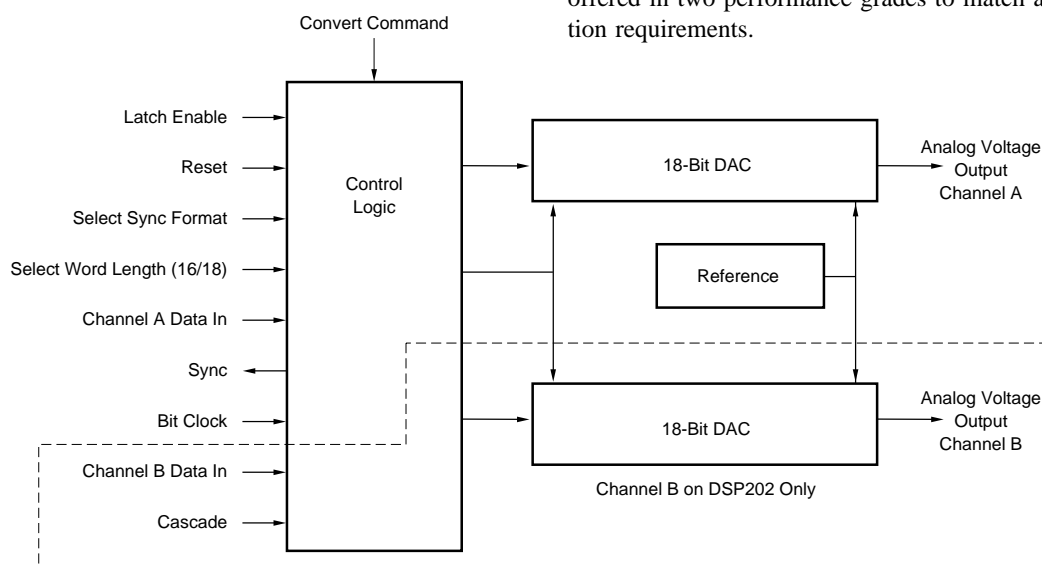 offered in two performance grades to match
tion requirements.
Convert Command
Latch Enable
Reset
Select Sync Format
Select Word Length (16/18)
Channel A Data In
Sync
Bit Clock
Channel B Data In
Cascade
Control
Logic
18-Bit DAC
Analog Voltage
Output
Channel A
Reference
18-Bit DAC
Analog Voltage
Output
Channel B
Channel B on DSP202 Only